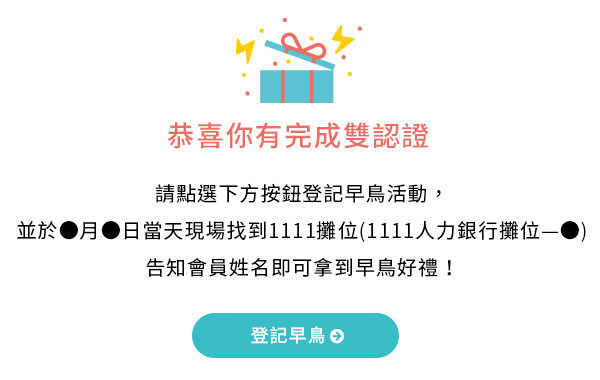 恭喜你有完成雙認證
請點選下方按鈕登記早鳥活動，
並於●月●日當天現場找到1111攤位(1111人力銀行攤位—●)
告知會員姓名即可拿到早鳥好禮！
登記早鳥